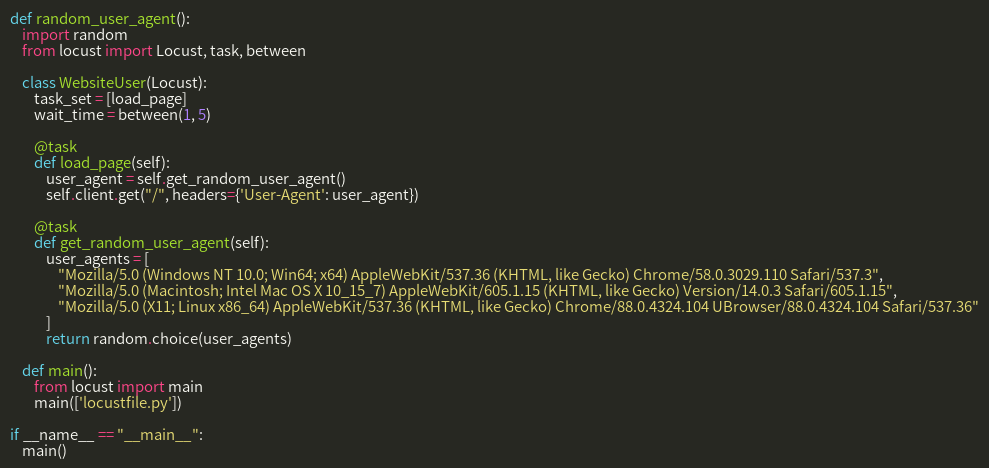 def random_user_agent():
    import random
    from locust import Locust, task, between

    class WebsiteUser(Locust):
        task_set = [load_page]
        wait_time = between(1, 5)

        @task
        def load_page(self):
            user_agent = self.get_random_user_agent()
            self.client.get("/", headers={'User-Agent': user_agent})

        @task
        def get_random_user_agent(self):
            user_agents = [
                "Mozilla/5.0 (Windows NT 10.0; Win64; x64) AppleWebKit/537.36 (KHTML, like Gecko) Chrome/58.0.3029.110 Safari/537.3",
                "Mozilla/5.0 (Macintosh; Intel Mac OS X 10_15_7) AppleWebKit/605.1.15 (KHTML, like Gecko) Version/14.0.3 Safari/605.1.15",
                "Mozilla/5.0 (X11; Linux x86_64) AppleWebKit/537.36 (KHTML, like Gecko) Chrome/88.0.4324.104 UBrowser/88.0.4324.104 Safari/537.36"
            ]
            return random.choice(user_agents)

    def main():
        from locust import main
        main(['locustfile.py'])

if __name__ == "__main__":
    main()